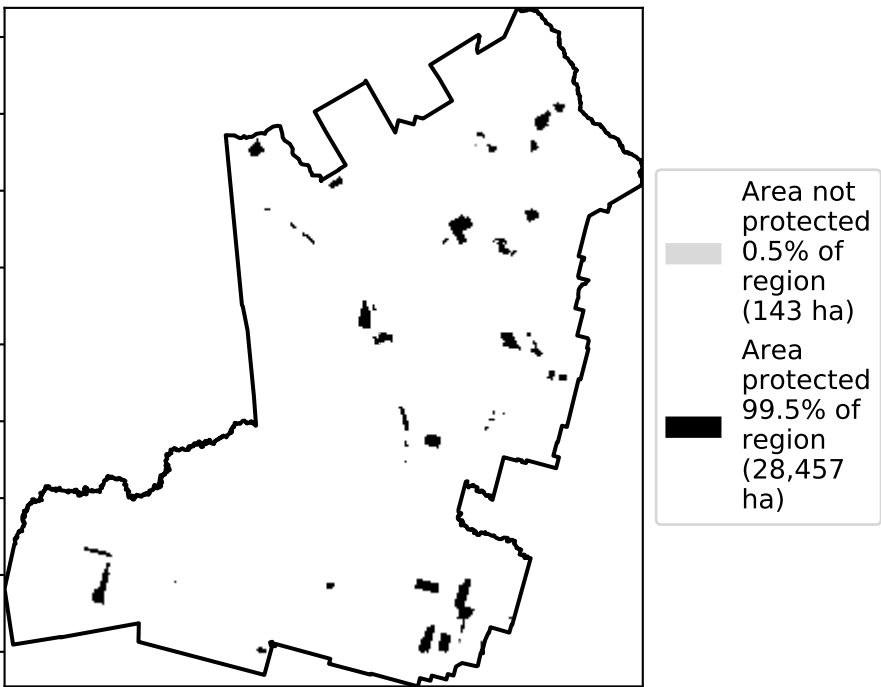 Area not
protected
0.5% of
region
(143 ha)
Area
protected
99.5% of
region
(28,457
ha)